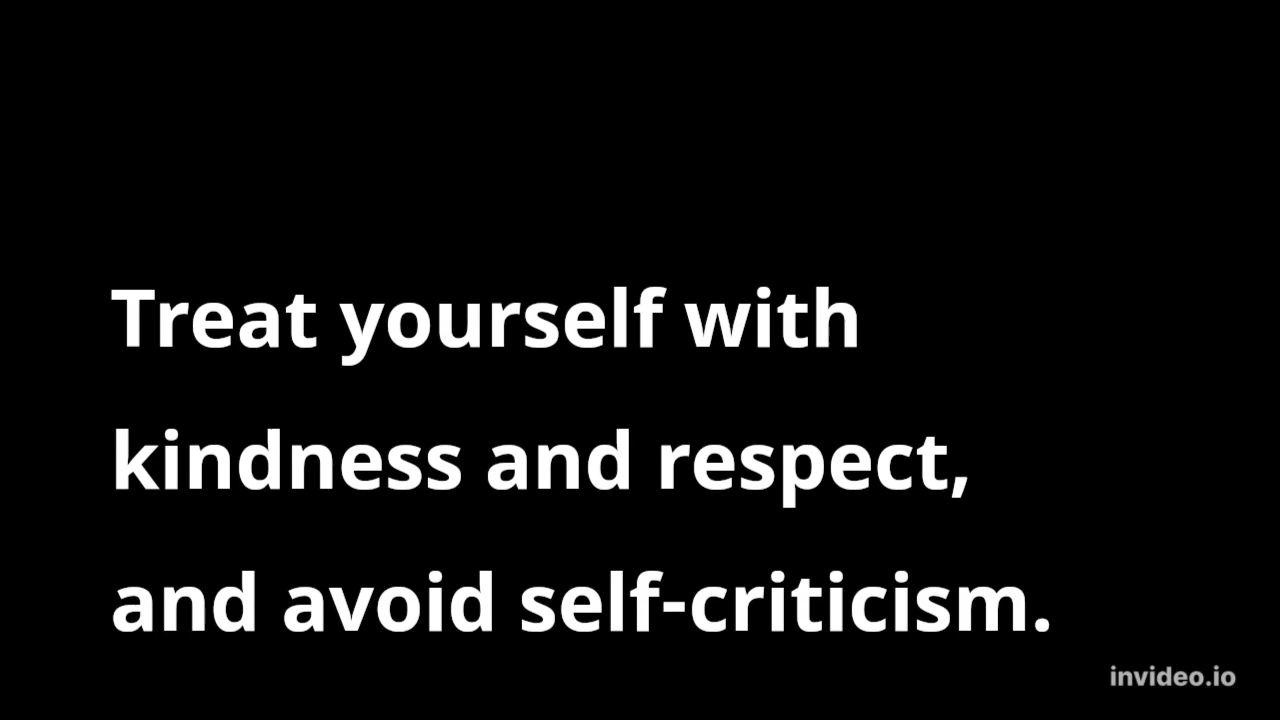 Treat yourself with
kindness and respect,
and avoid self-criticism.
invideo.io